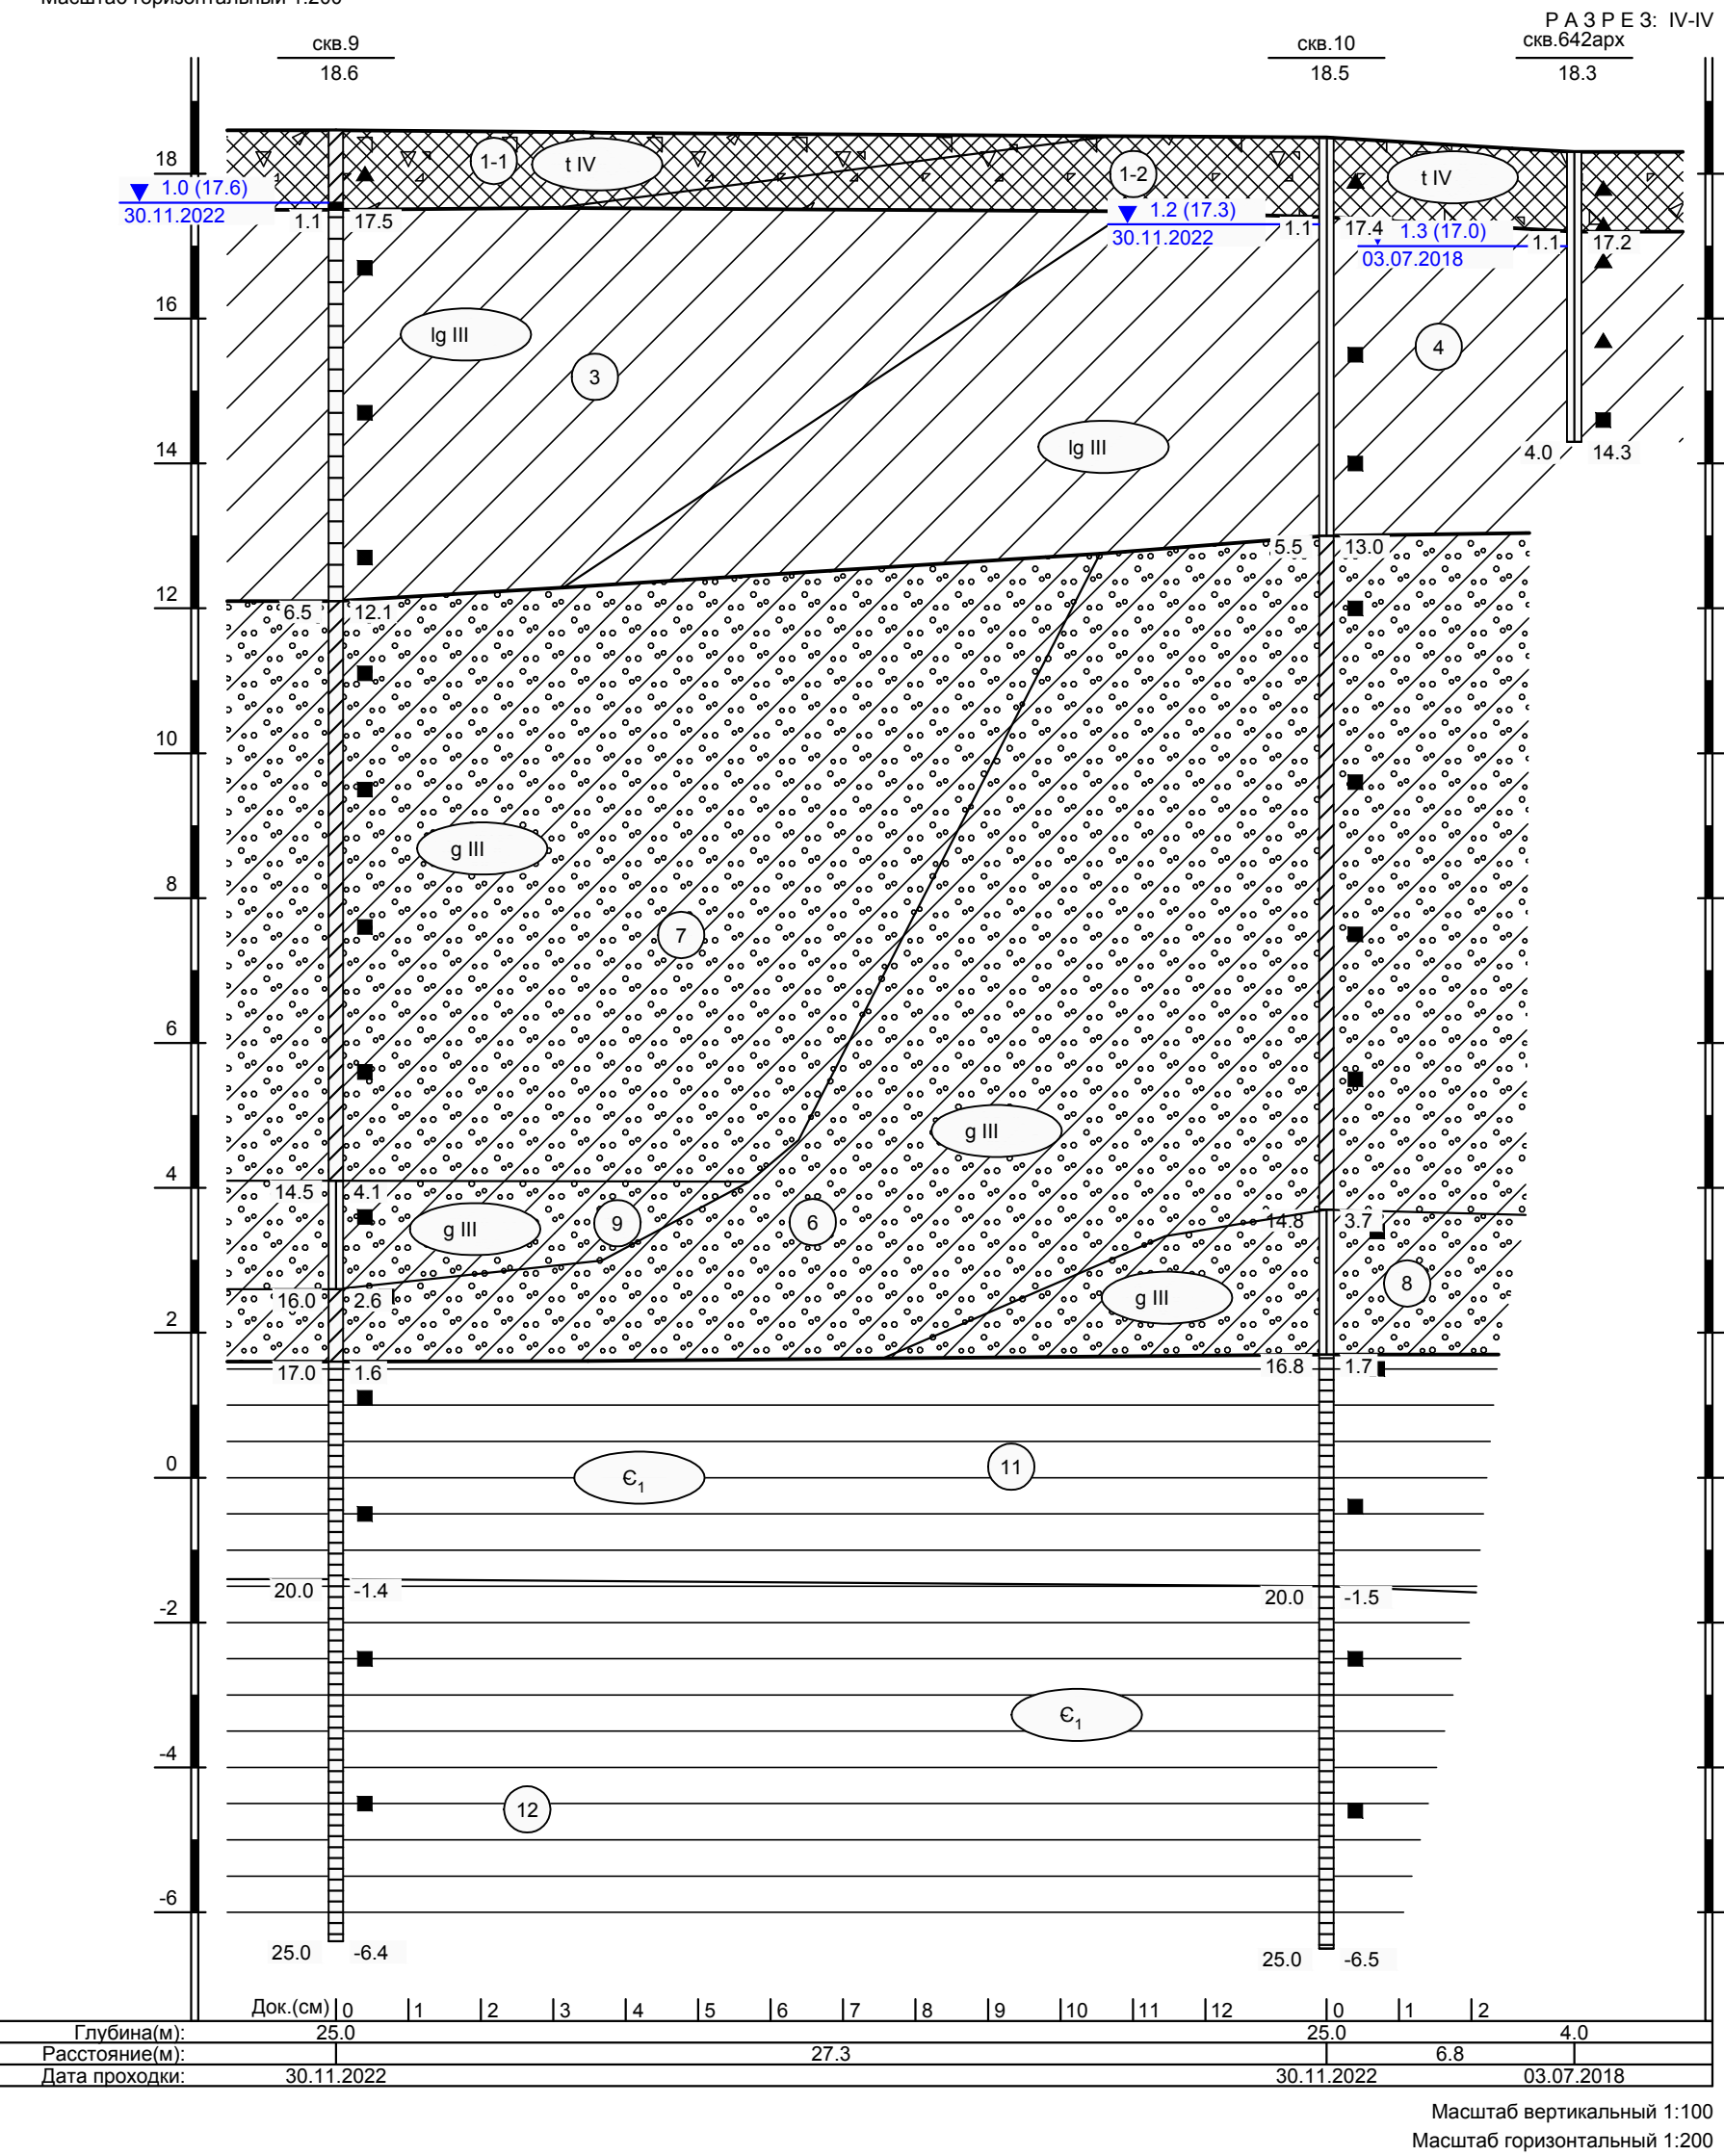 Масштаб горизонтальный 1:200
Р А З Р Е З: IV-IV
скв.9 скв.10 скв.642арх
18.6 18.5 18.3
1-1 t IV 1-2 t IV
18
1.0 (17.6) 1.2 (17.3) 1.3 (17.0)
30.11.2022 30.11.2022 03.07.2018
1.1 17.5 1.1 17.4 1.1 17.2
16
lg III 4
3
lg III
14 4.0 14.3
5.5 13.0
12
6.5 12.1
10
8
g III
7
6
g III
4
14.5 4.1 14.8 3.7
g III 9 6
16.0 2.6 g III 8
2
17.0 1.6 16.8 1.7
0
Є1 11
20.0 -1.4 20.0 -1.5
-2
Є1
-4
12
-6
25.0 -6.4 25.0 -6.5
Док.(см) 0 1 2 3 4 5 6 7 8 9 10 11 12 0 1 2
Глубина(м): 25.0 25.0 4.0
Расстояние(м): 27.3 6.8
Дата проходки: 30.11.2022 30.11.2022 03.07.2018
Масштаб вертикальный 1:100
Масштаб горизонтальный 1:200